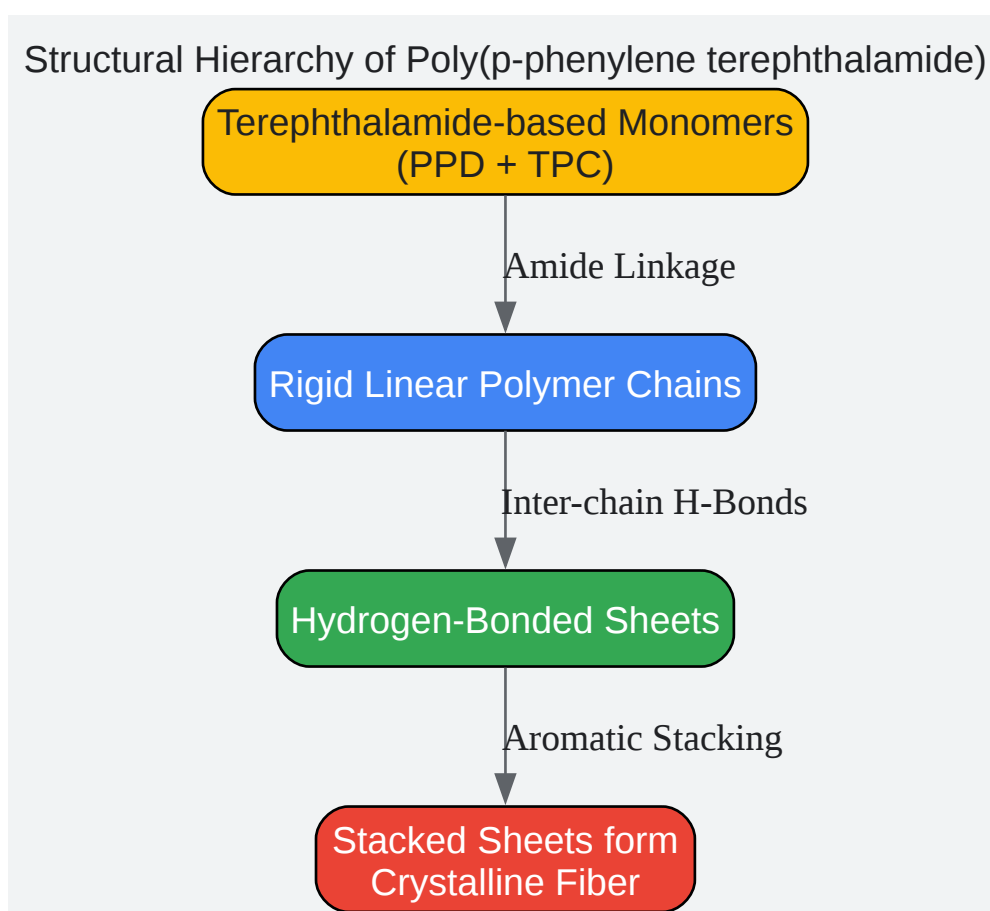 Structural Hierarchy of Poly(p-phenylene terephthalamide)
Terephthalamide-based Monomers
(PPD + TPC)
Amide Linkage
Rigid Linear Polymer Chains
Inter-chain H-Bonds
Hydrogen-Bonded Sheets
Aromatic Stacking
Stacked Sheets form
Crystalline Fiber